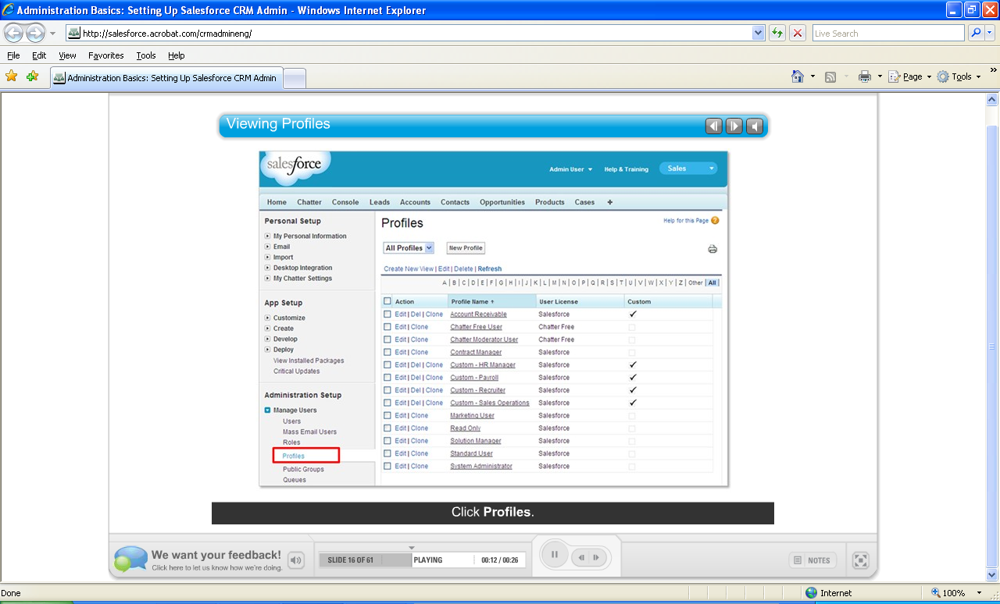 Administration Basics: Setting Up Salesforce CRM Admin - Windows Internet Explorer
http://salesforce.acrobat.com/crmadmineng/
Live Search
File Edit View Favorites Tools Help
Administration Basics: Setting Up Salesforce CRM Admin
Page Tools
Viewing Profiles
salesforce
Admin User Help & Training Sales
Home Chatter Console Leads Accounts Contacts Opportunities Products Cases +
Personal Setup
My Personal Information
Email
Import
Desktop Integration
My Chatter Settings
App Setup
Customize
Create
Develop
Deploy
View Installed Packages
Critical Updates
Administration Setup
Manage Users
Users
Mass Email Users
Roles
Profiles
Public Groups
Queues
Profiles
Help for this Page ?
All Profiles New Profile
Create New View | Edit | Delete | Refresh
A | B | C | D | E | F | G | H | I | J | K | L | M | N | O | P | Q | R | S | T | U | V | W | X | Y | Z | Other All
Action Profile Name ↑ User License Custom
Edit | Del | Clone Account Receivable Salesforce ✓
Edit | Clone Chatter Free User Chatter Free
Edit | Clone Chatter Moderator User Chatter Free
Edit | Clone Contract Manager Salesforce
Edit | Del | Clone Custom - HR Manager Salesforce ✓
Edit | Del | Clone Custom - Payroll Salesforce ✓
Edit | Del | Clone Custom - Recruiter Salesforce ✓
Edit | Del | Clone Custom - Sales Operations Salesforce ✓
Edit | Clone Marketing User Salesforce
Edit | Clone Read Only Salesforce
Edit | Clone Solution Manager Salesforce
Edit | Clone Standard User Salesforce
Edit | Clone System Administrator Salesforce
Click Profiles.
We want your feedback!
Click here to let us know how we're doing.
SLIDE 16 OF 61 PLAYING 00:12 / 00:26
NOTES
Done Internet 100%